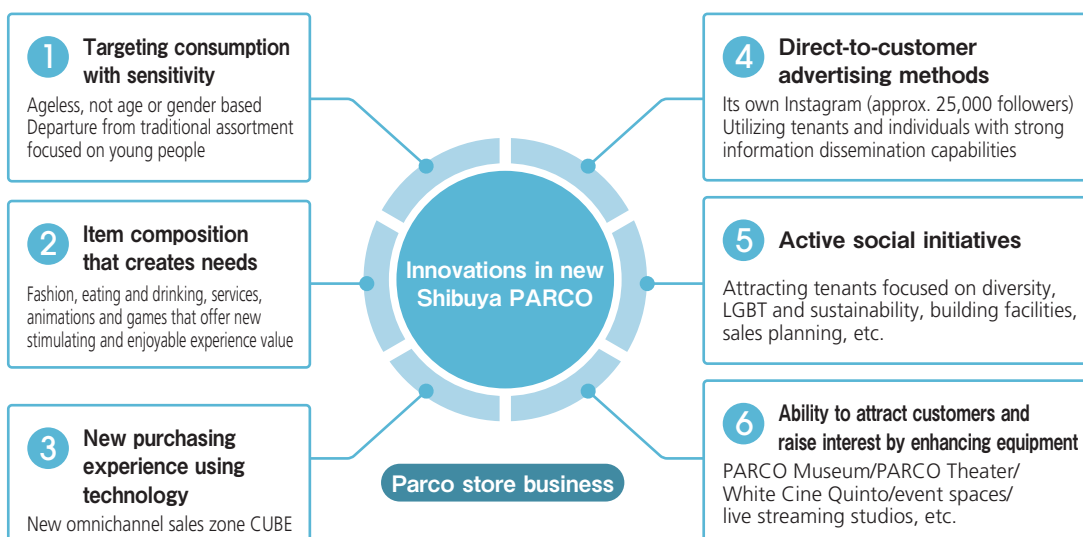 1
Targeting consumption
with sensitivity
Ageless, not age or gender based
Departure from traditional assortment
focused on young people
2
Item composition
that creates needs
Fashion, eating and drinking, services,
animations and games that offer new
stimulating and enjoyable experience value
3
New purchasing
experience using
technology
New omnichannel sales zone CUBE
Innovations in new
Shibuya PARCO
Parco store business
4
Direct-to-customer
advertising methods
Its own Instagram (approx. 25,000 followers)
Utilizing tenants and individuals with strong
information dissemination capabilities
5
Active social initiatives
Attracting tenants focused on diversity,
LGBT and sustainability, building facilities,
sales planning, etc.
6
Ability to attract customers and
raise interest by enhancing equipment
PARCO Museum/PARCO Theater/
White Cine Quinto/event spaces/
live streaming studios, etc.